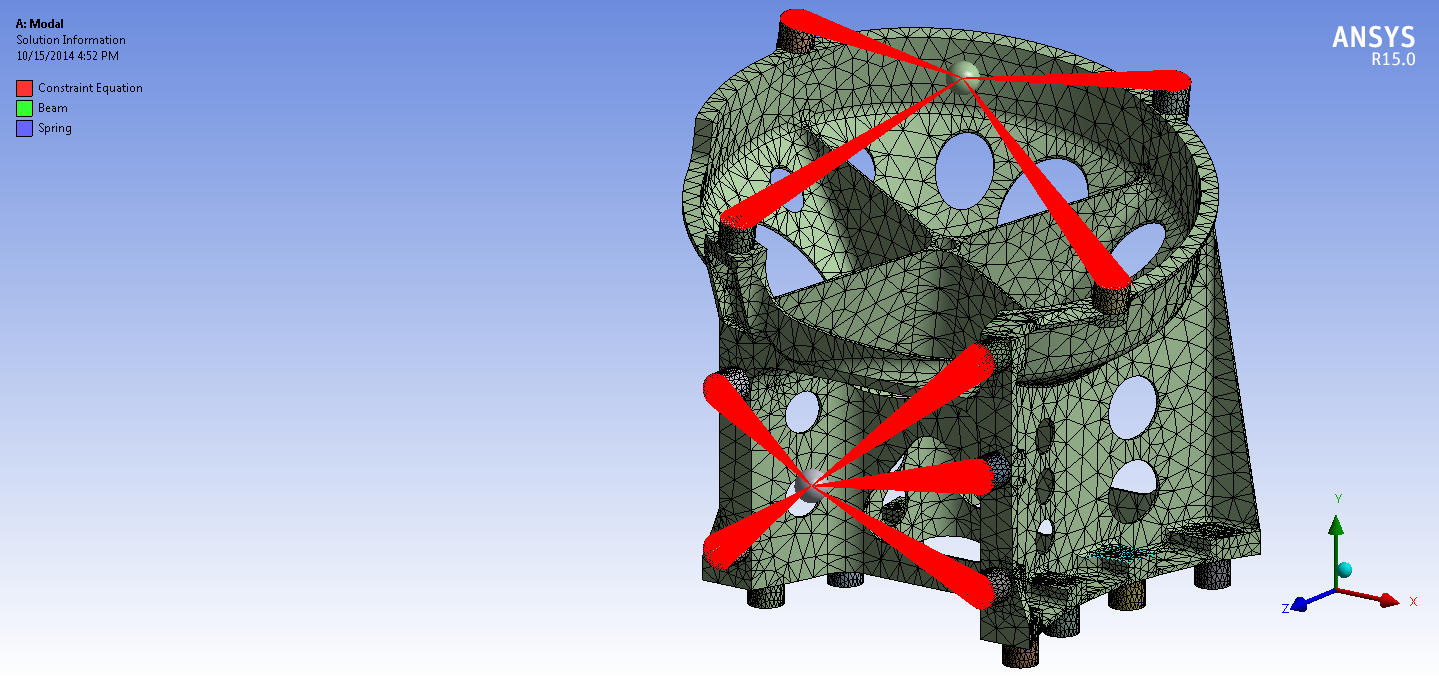 A: Modal
Solution Information
10/15/2014 4:52 PM
Constraint Equation
Beam
Spring
ANSYS
R15.0
Y
Z
X